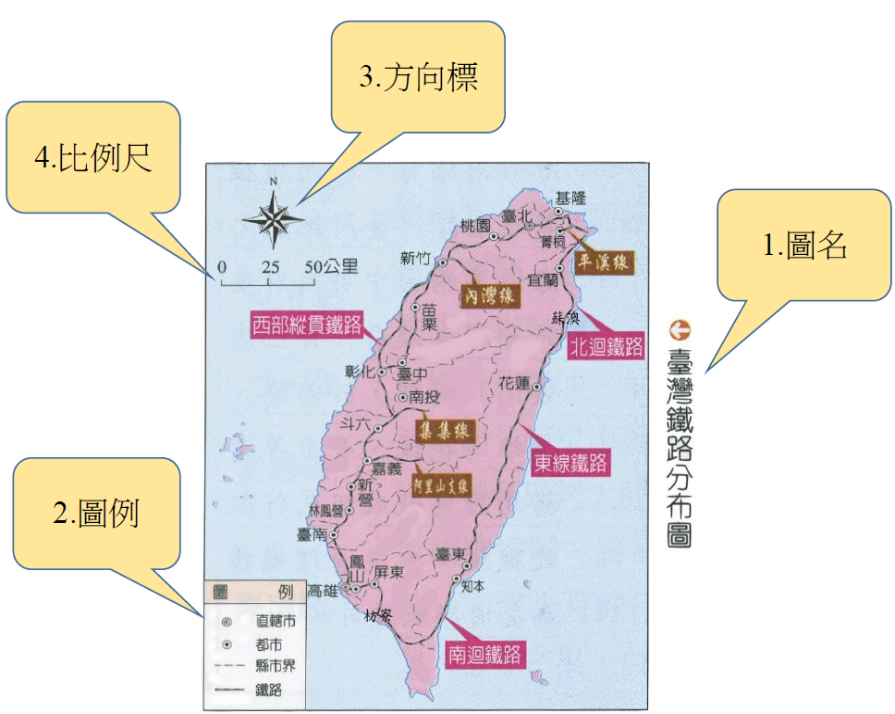 3.方向標
4.比例尺
1.圖名
2.圖例
N
0 25 50公里
基隆
臺北
桃園
菁桐
平溪線
新竹
宜蘭
內灣線
苗栗
蘇澳
西部縱貫鐵路
北迴鐵路
臺灣鐵路分布圖
彰化
臺中
花蓮
南投
斗六
集集線
東線鐵路
嘉義
阿里山支線
新營
林鳳營
臺南
臺東
鳳山
屏東
知本
高雄
枋寮
南迴鐵路
圖例
直轄市
都市
縣市界
鐵路